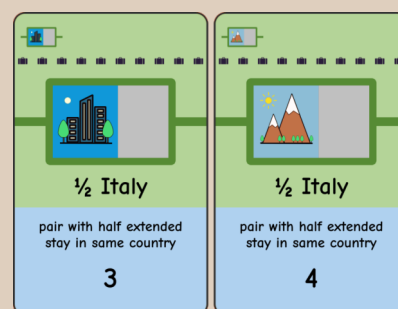 ½ Italy
pair with half extended
stay in same country
3
½ Italy
pair with half extended
stay in same country
4